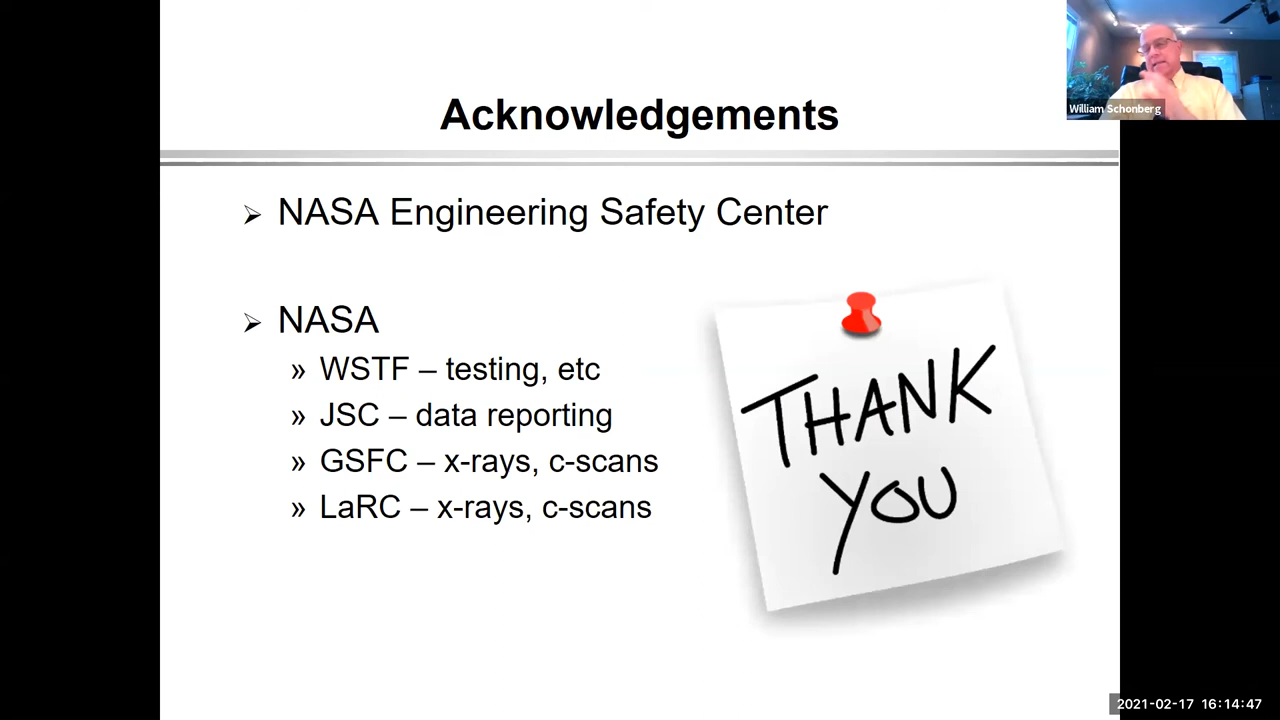 William Schonberg
Acknowledgements
➢ NASA Engineering Safety Center
➢ NASA
» WSTF – testing, etc
» JSC – data reporting
» GSFC – x-rays, c-scans
» LaRC – x-rays, c-scans
THANK
YOU
2021-02-17 16:14:47